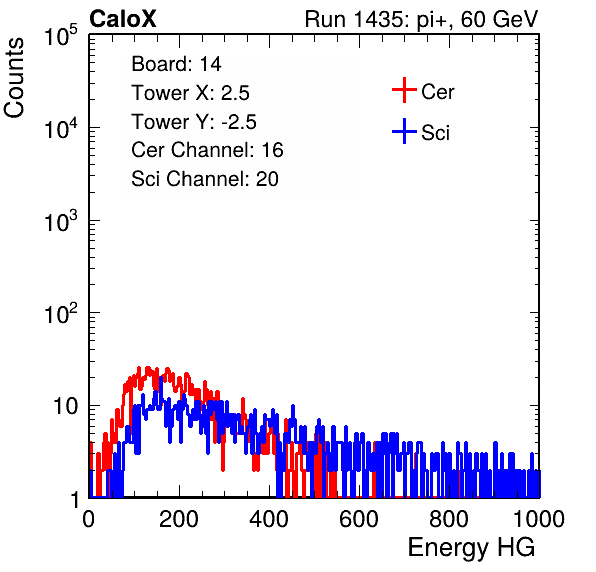 CaloX Run 1435: pi+, 60 GeV
Counts
Board: 14
Tower X: 2.5
Tower Y: -2.5
Cer Channel: 16
Sci Channel: 20
Cer
Sci
10^5
10^4
10^3
10^2
10
1
0 200 400 600 800 1000
Energy HG